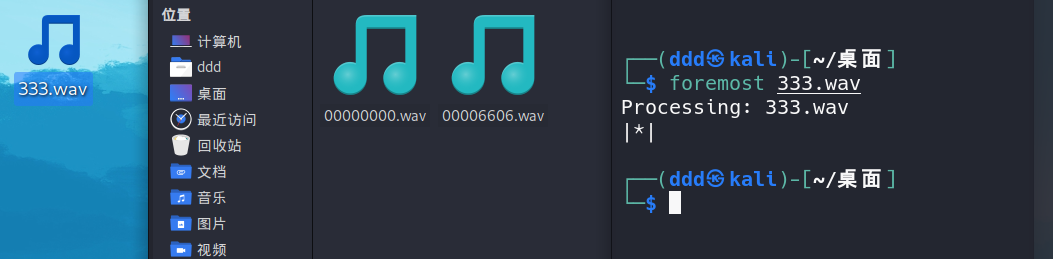 333.wav
位置
计算机
ddd
桌面
最近访问
回收站
文档
音乐
图片
视频
00000000.wav
00006606.wav
┌──(ddd㉿kali)-[~/桌面]
└─$ foremost 333.wav
Processing: 333.wav
|*|
┌──(ddd㉿kali)-[~/桌面]
└─$